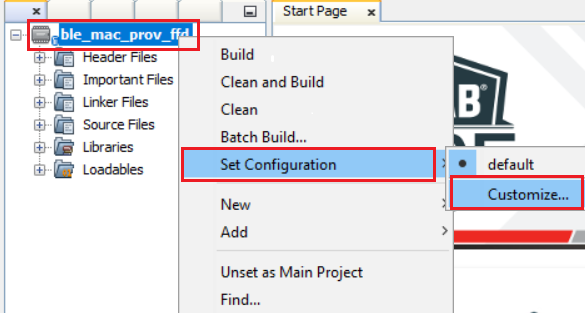 Start Page
ble_mac_prov_ffd
Header Files
Important Files
Linker Files
Source Files
Libraries
Loadables
Build
Clean and Build
Clean
Batch Build...
Set Configuration
New
Add
Unset as Main Project
Find...
default
Customize...
AB